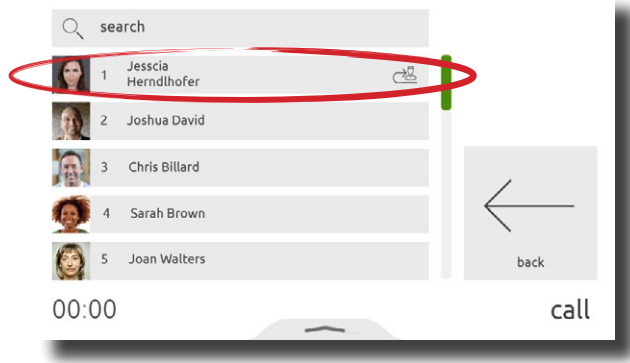 search
1 Jesscia
Herndlhofer
2 Joshua David
3 Chris Billard
4 Sarah Brown
5 Joan Walters
back
00:00
call